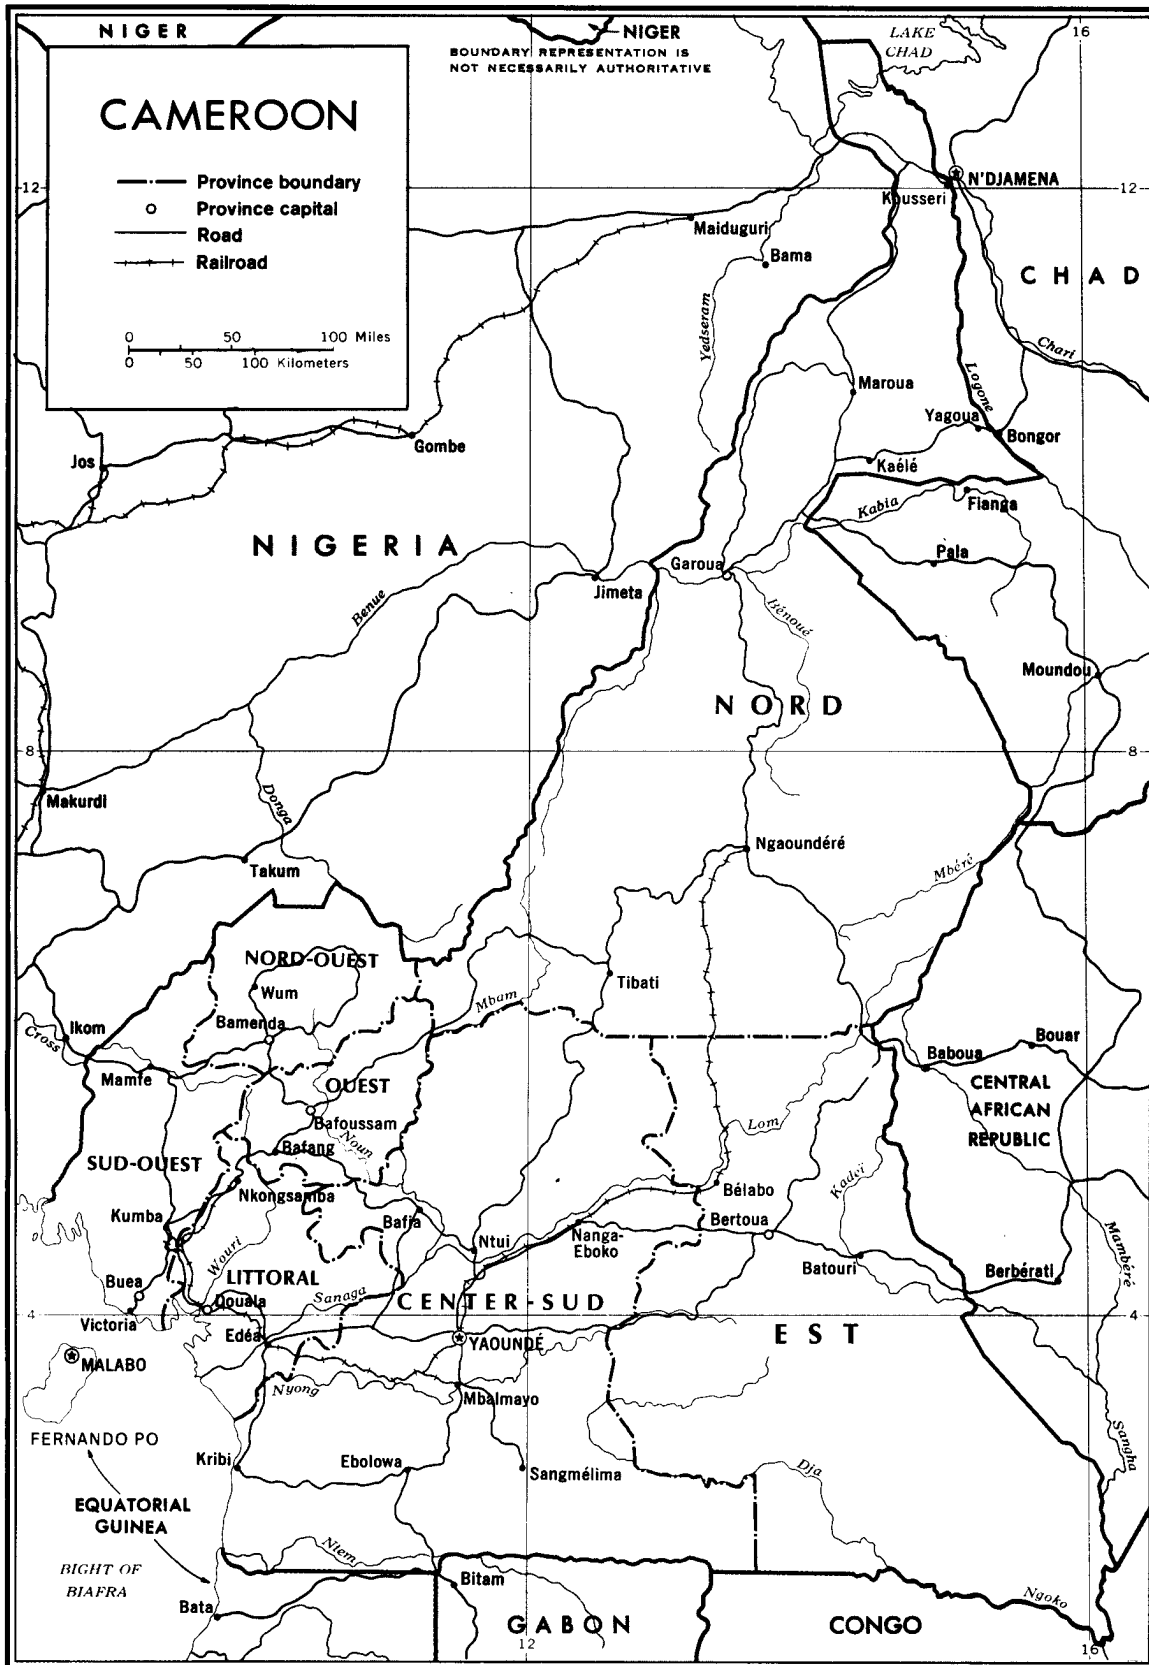 NIGER
NIGER
BOUNDARY REPRESENTATION IS
NOT NECESSARILY AUTHORITATIVE
LAKE
CHAD
16
CAMEROON
Province boundary
Province capital
Road
Railroad
0 50 100 Miles
0 50 100 Kilometers
12
12
N'DJAMENA
Kousseri
Maiduguri
Bama
CHAD
Yedseram
Chari
Maroua
Logone
Yagoua
Bongor
Gombe
Jos
Kaélé
Kabia
Fianga
NIGERIA
Pala
Garoua
Jimeta
Benue
Bénoué
Moundou
NORD
8
8
Makurdi
Donga
Ngaoundéré
Takum
Mbéré
NORD-OUEST
Tibati
Wum
Mbam
Bamenda
Ikom
Cross
Bouar
Baboua
Mamfe
CENTRAL
AFRICAN
REPUBLIC
OUEST
Bafoussam
Lom
Noun
Bafang
SUD-OUEST
Kadeï
Nkongsamba
Bélabo
Kumba
Bafia
Bertoua
Nanga-
Eboko
Ntui
Mambéré
Wouri
Batouri
Berbérati
Buea
LITTORAL
Sanaga
CENTER-SUD
Douala
4
Victoria
4
Edéa
EST
YAOUNDÉ
MALABO
Nyong
Mbalmayo
FERNANDO PO
Sangha
Kribi
Ebolowa
Sangmélima
Dja
EQUATORIAL
GUINEA
Ntem
BIGHT OF
BIAFRA
Bitam
Ngoko
Bata
GABON
CONGO
12
16